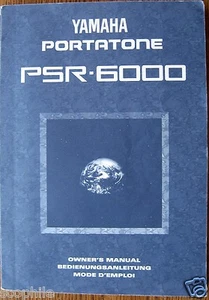 YAMAHA
PORTATONE
PSR-6000
OWNER'S MANUAL
BEDIENUNGSANLEITUNG
MODE D'EMPLOI